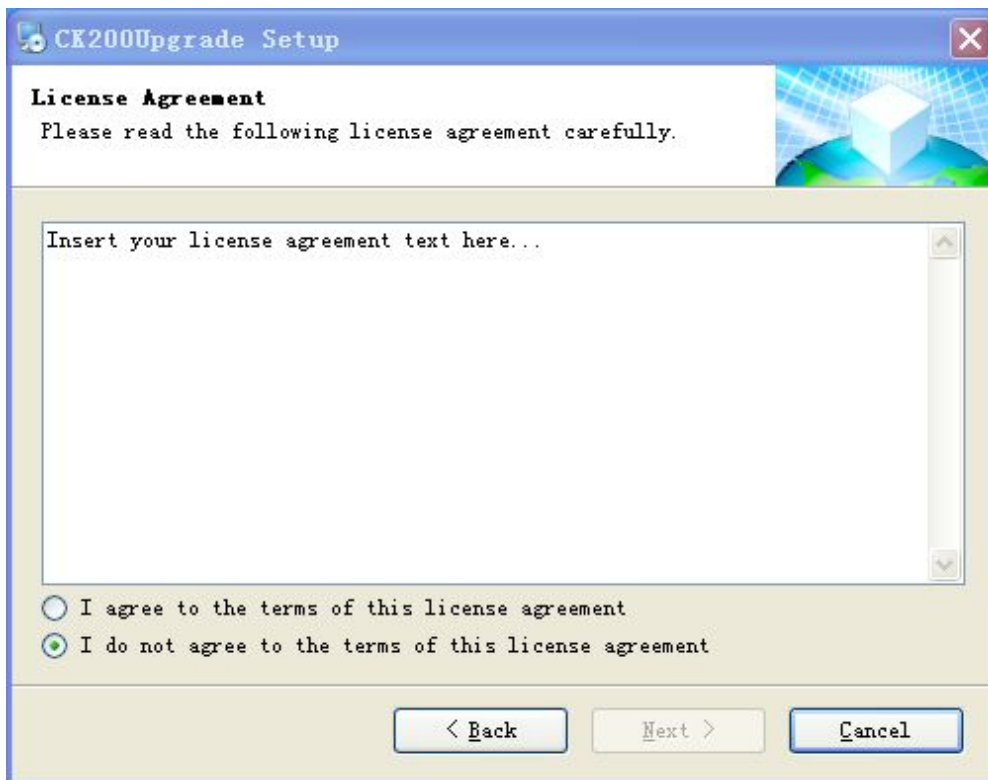 CK200Upgrade Setup
License Agreement
Please read the following license agreement carefully.
Insert your license agreement text here...
I agree to the terms of this license agreement
I do not agree to the terms of this license agreement
< Back
Next >
Cancel